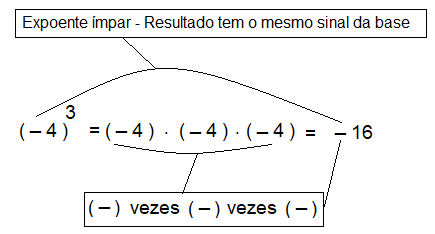 Expoente ímpar - Resultado tem o mesmo sinal da base
(−4)³ = (−4) · (−4) · (−4) = −16
(−) vezes (−) vezes (−)